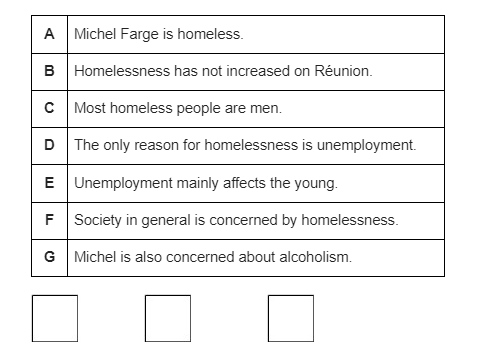 A Michel Farge is homeless.
B Homelessness has not increased on Réunion.
C Most homeless people are men.
D The only reason for homelessness is unemployment.
E Unemployment mainly affects the young.
F Society in general is concerned by homelessness.
G Michel is also concerned about alcoholism.